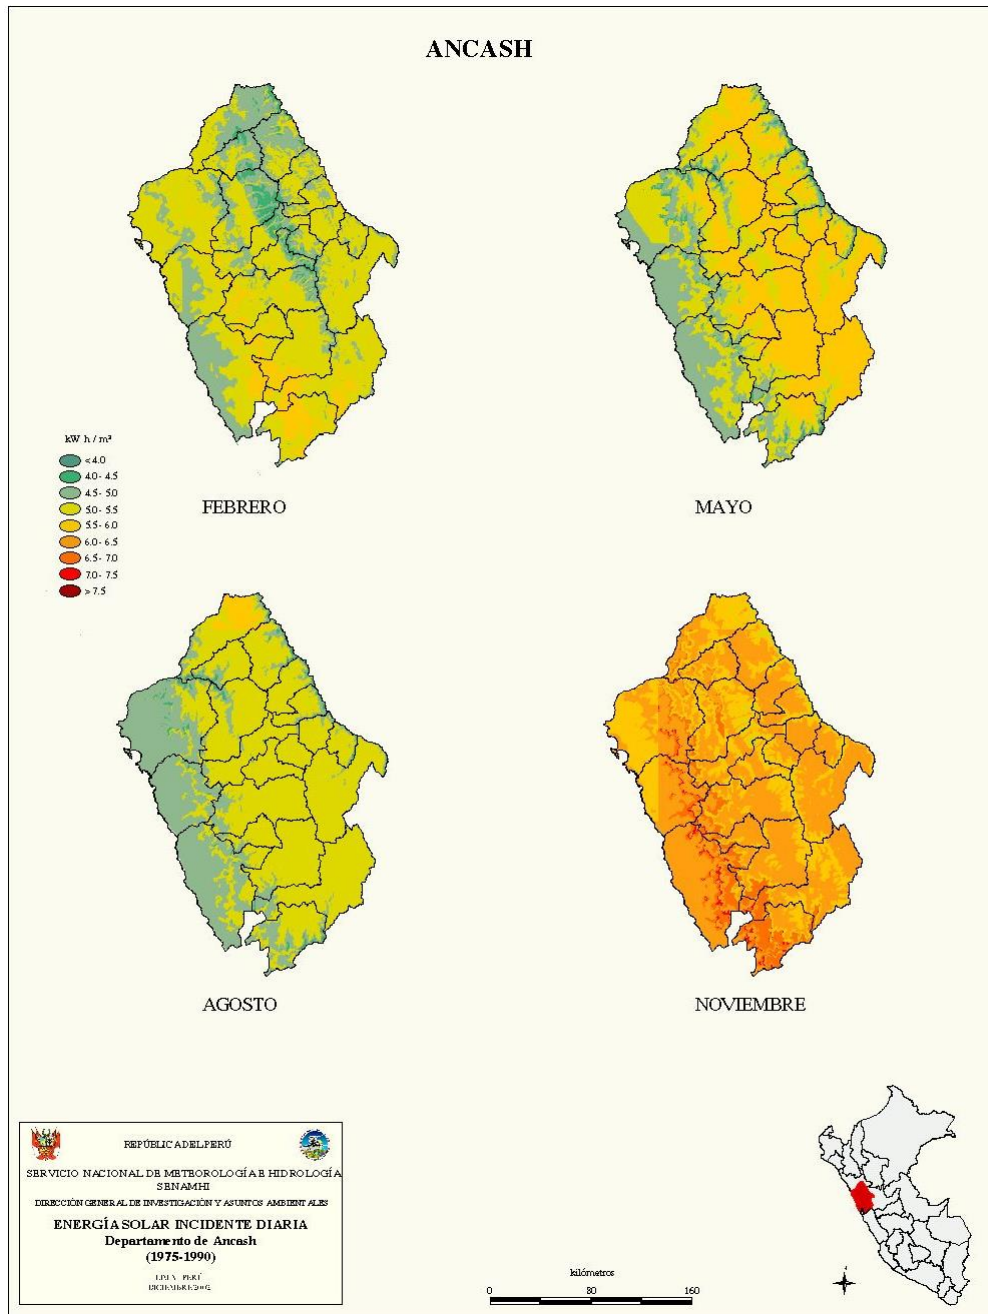 ANCASH
kW h / m²
< 4.0
4.0 - 4.5
4.5 - 5.0
5.0 - 5.5
5.5 - 6.0
6.0 - 6.5
6.5 - 7.0
7.0 - 7.5
> 7.5
FEBRERO
MAYO
AGOSTO
NOVIEMBRE
REPÚBLICA DEL PERÚ
SERVICIO NACIONAL DE METEOROLOGÍA E HIDROLOGÍA
SENAMHI
DIRECCIÓN GENERAL DE INVESTIGACIÓN Y ASUNTOS AMBIENTALES
ENERGÍA SOLAR INCIDENTE DIARIA
Departamento de Ancash
(1975-1990)
LIMA - PERÚ
kilómetros
0 80 160